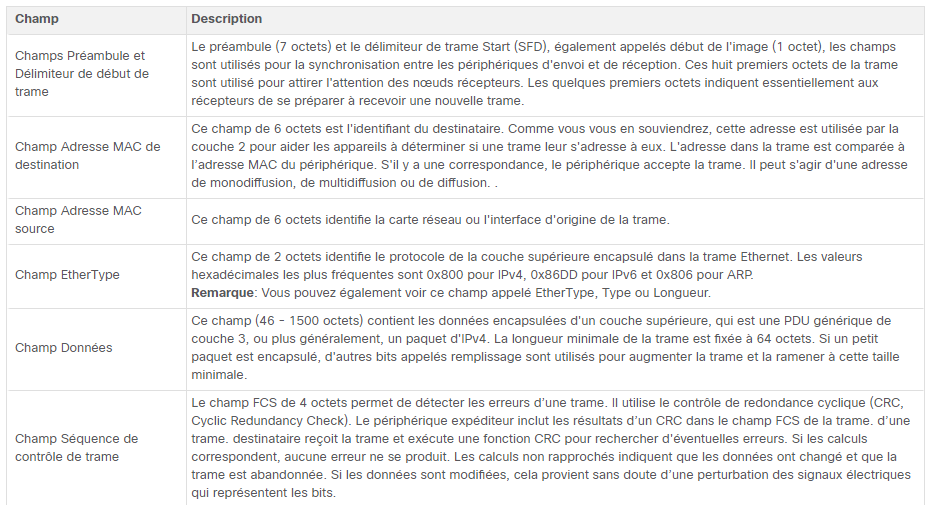 Champ Description
Champs Préambule et
Délimiteur de début de
trame
Le préambule (7 octets) et le délimiteur de trame Start (SFD), également appelés début de l'image (1 octet), les champs
sont utilisés pour la synchronisation entre les périphériques d'envoi et de réception. Ces huit premiers octets de la trame
sont utilisé pour attirer l'attention des nœuds récepteurs. Les quelques premiers octets indiquent essentiellement aux
récepteurs de se préparer à recevoir une nouvelle trame.
Champ Adresse MAC de
destination
Ce champ de 6 octets est l'identifiant du destinataire. Comme vous vous en souviendrez, cette adresse est utilisée par la
couche 2 pour aider les appareils à déterminer si une trame leur s'adresse à eux. L'adresse dans la trame est comparée à
l'adresse MAC du périphérique. S'il y a une correspondance, le périphérique accepte la trame. Il peut s'agir d'une adresse
de monodiffusion, de multidiffusion ou de diffusion. .
Champ Adresse MAC
source
Ce champ de 6 octets identifie la carte réseau ou l'interface d'origine de la trame.
Champ EtherType
Ce champ de 2 octets identifie le protocole de la couche supérieure encapsulé dans la trame Ethernet. Les valeurs
hexadécimales les plus fréquentes sont 0x800 pour IPv4, 0x86DD pour IPv6 et 0x806 pour ARP.
Remarque: Vous pouvez également voir ce champ appelé EtherType, Type ou Longueur.
Champ Données
Ce champ (46 - 1500 octets) contient les données encapsulées d'un couche supérieure, qui est une PDU générique de
couche 3, ou plus généralement, un paquet d'IPv4. La longueur minimale de la trame est fixée à 64 octets. Si un petit
paquet est encapsulé, d'autres bits appelés remplissage sont utilisés pour augmenter la trame et la ramener à cette taille
minimale.
Champ Séquence de
contrôle de trame
Le champ FCS de 4 octets permet de détecter les erreurs d'une trame. Il utilise le contrôle de redondance cyclique (CRC,
Cyclic Redundancy Check). Le périphérique expéditeur inclut les résultats d'un CRC dans le champ FCS de la trame. d'une
trame. destinataire reçoit la trame et exécute une fonction CRC pour rechercher d'éventuelles erreurs. Si les calculs
correspondent, aucune erreur ne se produit. Les calculs non rapprochés indiquent que les données ont changé et que la
trame est abandonnée. Si les données sont modifiées, cela provient sans doute d'une perturbation des signaux électriques
qui représentent les bits.